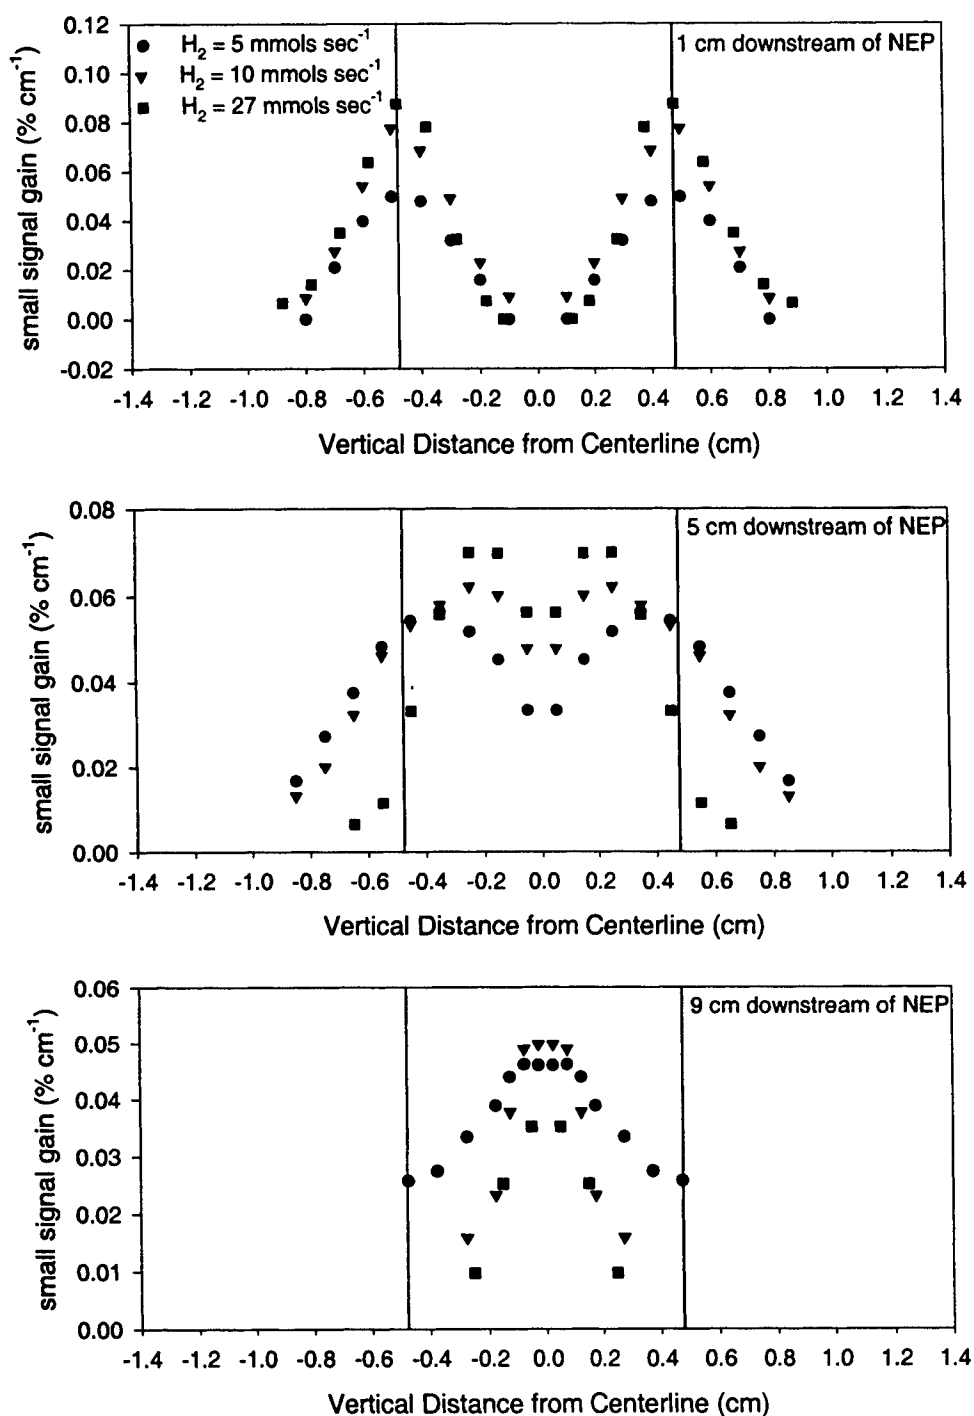 0.12
0.10
0.08
0.06
0.04
0.02
0.00
-0.02
small signal gain (% cm⁻¹)
● H₂ = 5 mmols sec⁻¹
▼ H₂ = 10 mmols sec⁻¹
■ H₂ = 27 mmols sec⁻¹
1 cm downstream of NEP
-1.4 -1.2 -1.0 -0.8 -0.6 -0.4 -0.2 0.0 0.2 0.4 0.6 0.8 1.0 1.2 1.4
Vertical Distance from Centerline (cm)
0.08
0.06
0.04
0.02
0.00
small signal gain (% cm⁻¹)
5 cm downstream of NEP
-1.4 -1.2 -1.0 -0.8 -0.6 -0.4 -0.2 0.0 0.2 0.4 0.6 0.8 1.0 1.2 1.4
Vertical Distance from Centerline (cm)
0.06
0.05
0.04
0.03
0.02
0.01
0.00
small signal gain (% cm⁻¹)
9 cm downstream of NEP
-1.4 -1.2 -1.0 -0.8 -0.6 -0.4 -0.2 0.0 0.2 0.4 0.6 0.8 1.0 1.2 1.4
Vertical Distance from Centerline (cm)